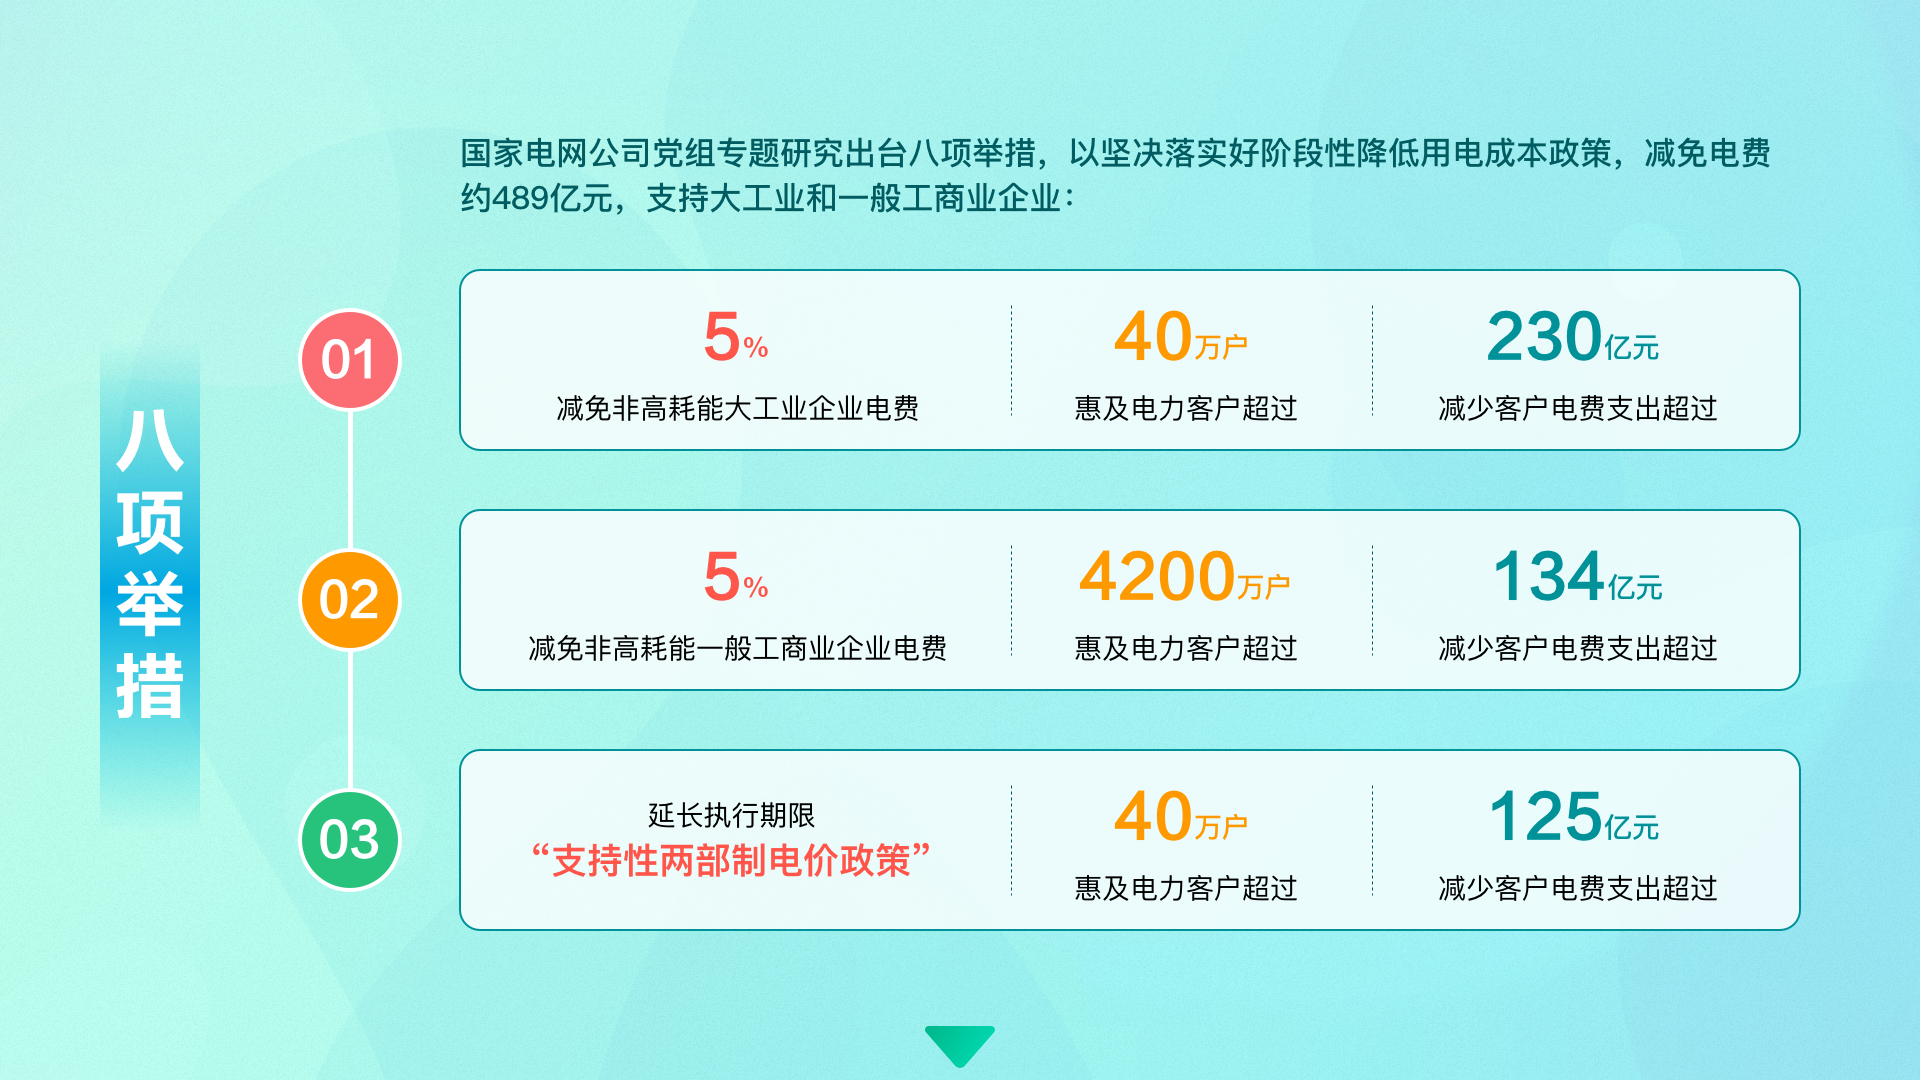 国家电网公司党组专题研究出台八项举措，以坚决落实好阶段性降低用电成本政策，减免电费
约489亿元，支持大工业和一般工商业企业：
八项举措
01
5%
减免非高耗能大工业企业电费
40万户
惠及电力客户超过
230亿元
减少客户电费支出超过
02
5%
减免非高耗能一般工商业企业电费
4200万户
惠及电力客户超过
134亿元
减少客户电费支出超过
03
延长执行期限
“支持性两部制电价政策”
40万户
惠及电力客户超过
125亿元
减少客户电费支出超过